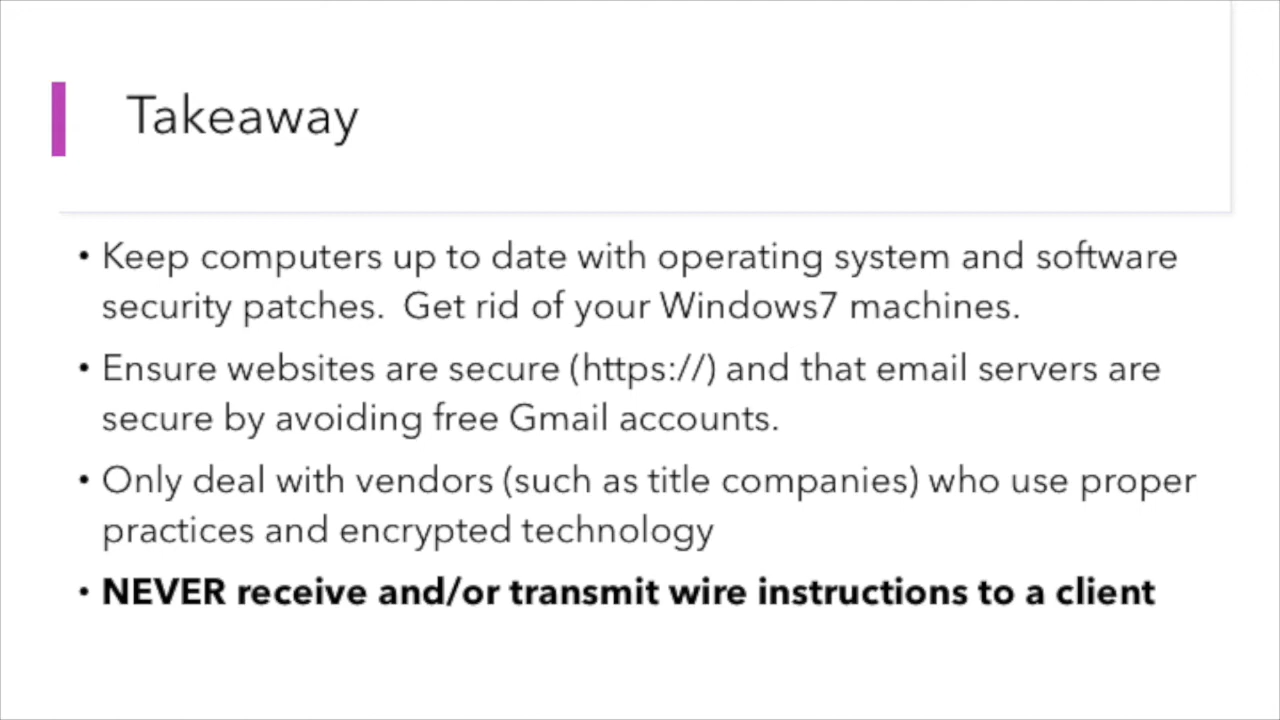 Takeaway
• Keep computers up to date with operating system and software
security patches.  Get rid of your Windows7 machines.
• Ensure websites are secure (https://) and that email servers are
secure by avoiding free Gmail accounts.
• Only deal with vendors (such as title companies) who use proper
practices and encrypted technology
• NEVER receive and/or transmit wire instructions to a client